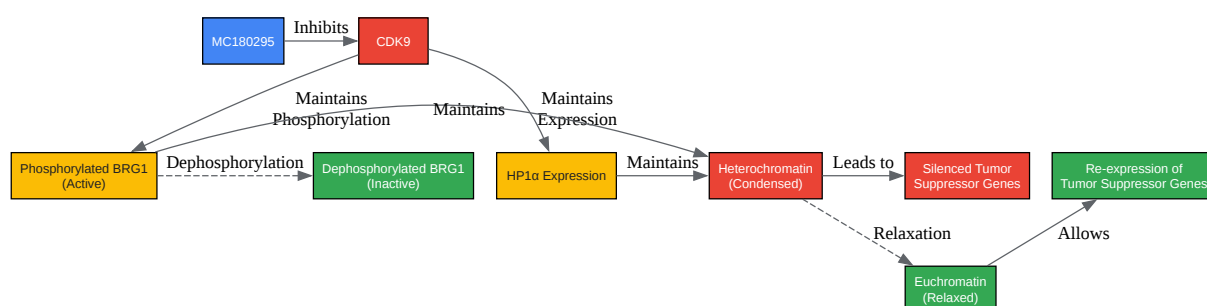 MC180295
Inhibits
CDK9
Maintains
Phosphorylation
Maintains
Maintains
Expression
Phosphorylated BRG1
(Active)
Dephosphorylation
Dephosphorylated BRG1
(Inactive)
HP1α Expression
Maintains
Heterochromatin
(Condensed)
Leads to
Silenced Tumor
Suppressor Genes
Re-expression of
Tumor Suppressor Genes
Relaxation
Allows
Euchromatin
(Relaxed)